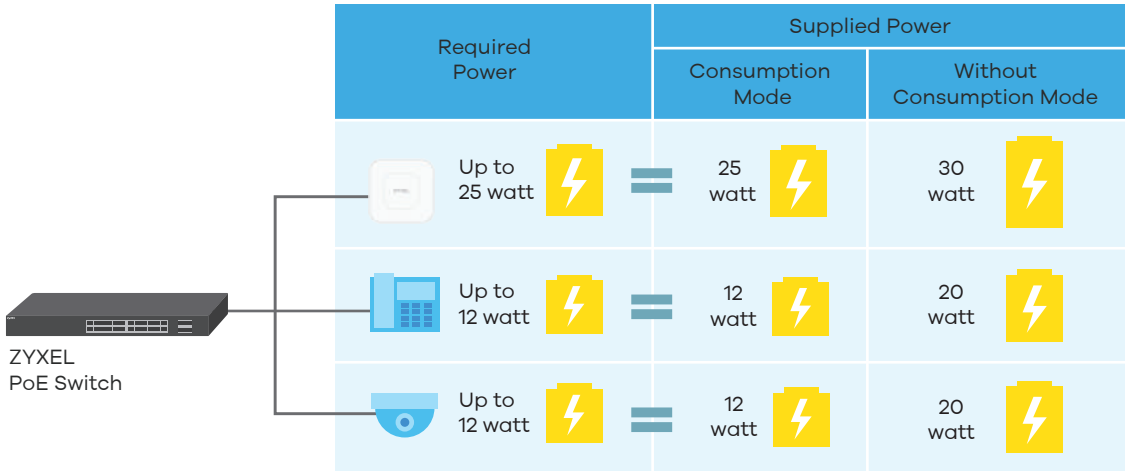 Required
Power
Supplied Power
Consumption
Mode
Without
Consumption Mode
Up to
25 watt
25
watt
30
watt
Up to
12 watt
12
watt
20
watt
Up to
12 watt
12
watt
20
watt
ZYXEL
PoE Switch